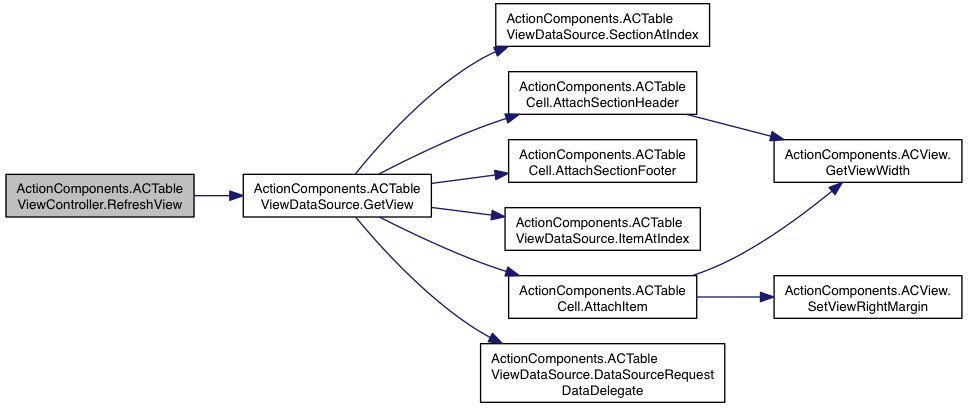 ActionComponents.ACTable
ViewController.RefreshView
ActionComponents.ACTable
ViewDataSource.GetView
ActionComponents.ACTable
ViewDataSource.SectionAtIndex
ActionComponents.ACTable
Cell.AttachSectionHeader
ActionComponents.ACTable
Cell.AttachSectionFooter
ActionComponents.ACTable
ViewDataSource.ItemAtIndex
ActionComponents.ACTable
Cell.AttachItem
ActionComponents.ACTable
ViewDataSource.DataSourceRequest
DataDelegate
ActionComponents.ACView.
GetViewWidth
ActionComponents.ACView.
SetViewRightMargin